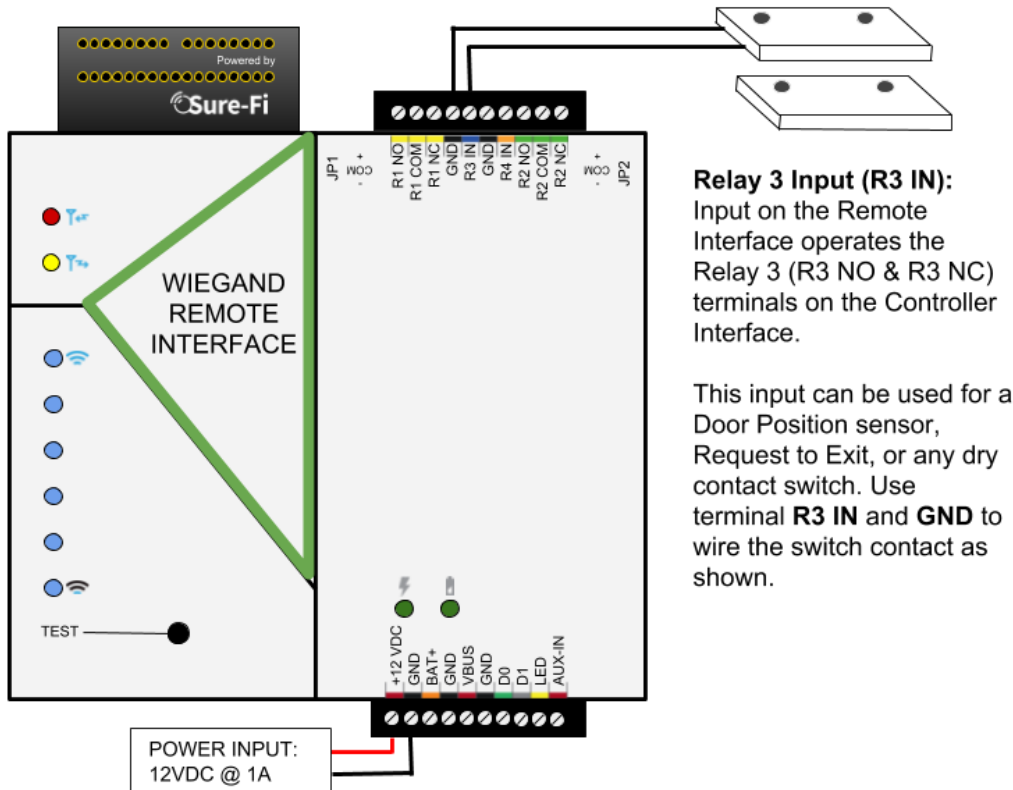 Powered by
Sure-Fi
JP1
+ COM -
R1 NO
R1 COM
R1 NC
GND
R3 IN
GND
R4 IN
R2 NO
R2 COM
R2 NC
+ COM -
JP2
WIEGAND
REMOTE
INTERFACE
TEST
+12 VDC
GND
BAT+
GND
VBUS
GND
D0
D1
LED
AUX-IN
POWER INPUT:
12VDC @ 1A
Relay 3 Input (R3 IN):
Input on the Remote
Interface operates the
Relay 3 (R3 NO & R3 NC)
terminals on the Controller
Interface.
This input can be used for a
Door Position sensor,
Request to Exit, or any dry
contact switch. Use
terminal R3 IN and GND to
wire the switch contact as
shown.